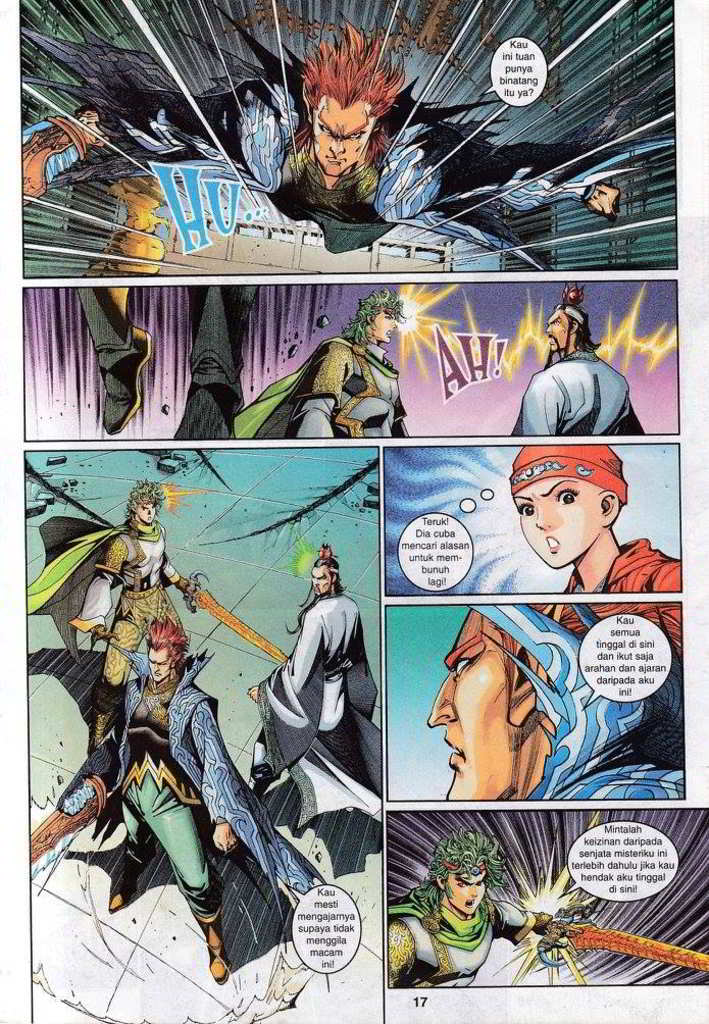 Kau
ini tuan
punya
binatang
itu ya?
HU...
AH!
Teruk!
Dia cuba
mencari alasan
untuk mem-
bunuh
lagi!
Kau
semua
tinggal di sini
dan ikut saja
arahan dan ajaran
daripada aku
ini!
Kau
mesti
mengajarnya
supaya tidak
menggila
macam
ini!
Mintalah
keizinan daripada
senjata misteriku ini
terlebih dahulu jika kau
hendak aku tinggal
di sini!
17